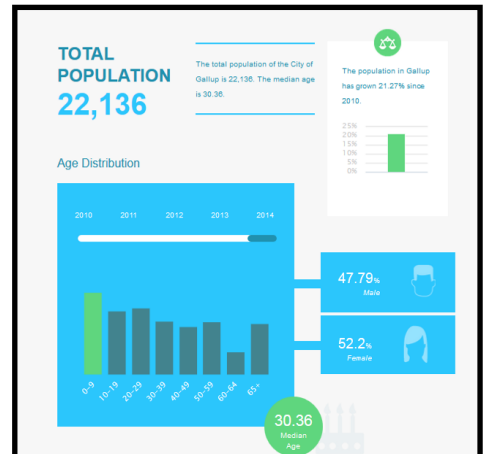 TOTAL
POPULATION
22,136
The total population of the City of
Gallup is 22,136. The median age
is 30.36.
The population in Gallup
has grown 21.27% since
2010.
25%
20%
15%
10%
5%
0%
Age Distribution
2010 2011 2012 2013 2014
47.79%
Male
52.2%
Female
0-9 10-19 20-29 30-39 40-49 50-59 60-64 65+
30.36
Median
Age